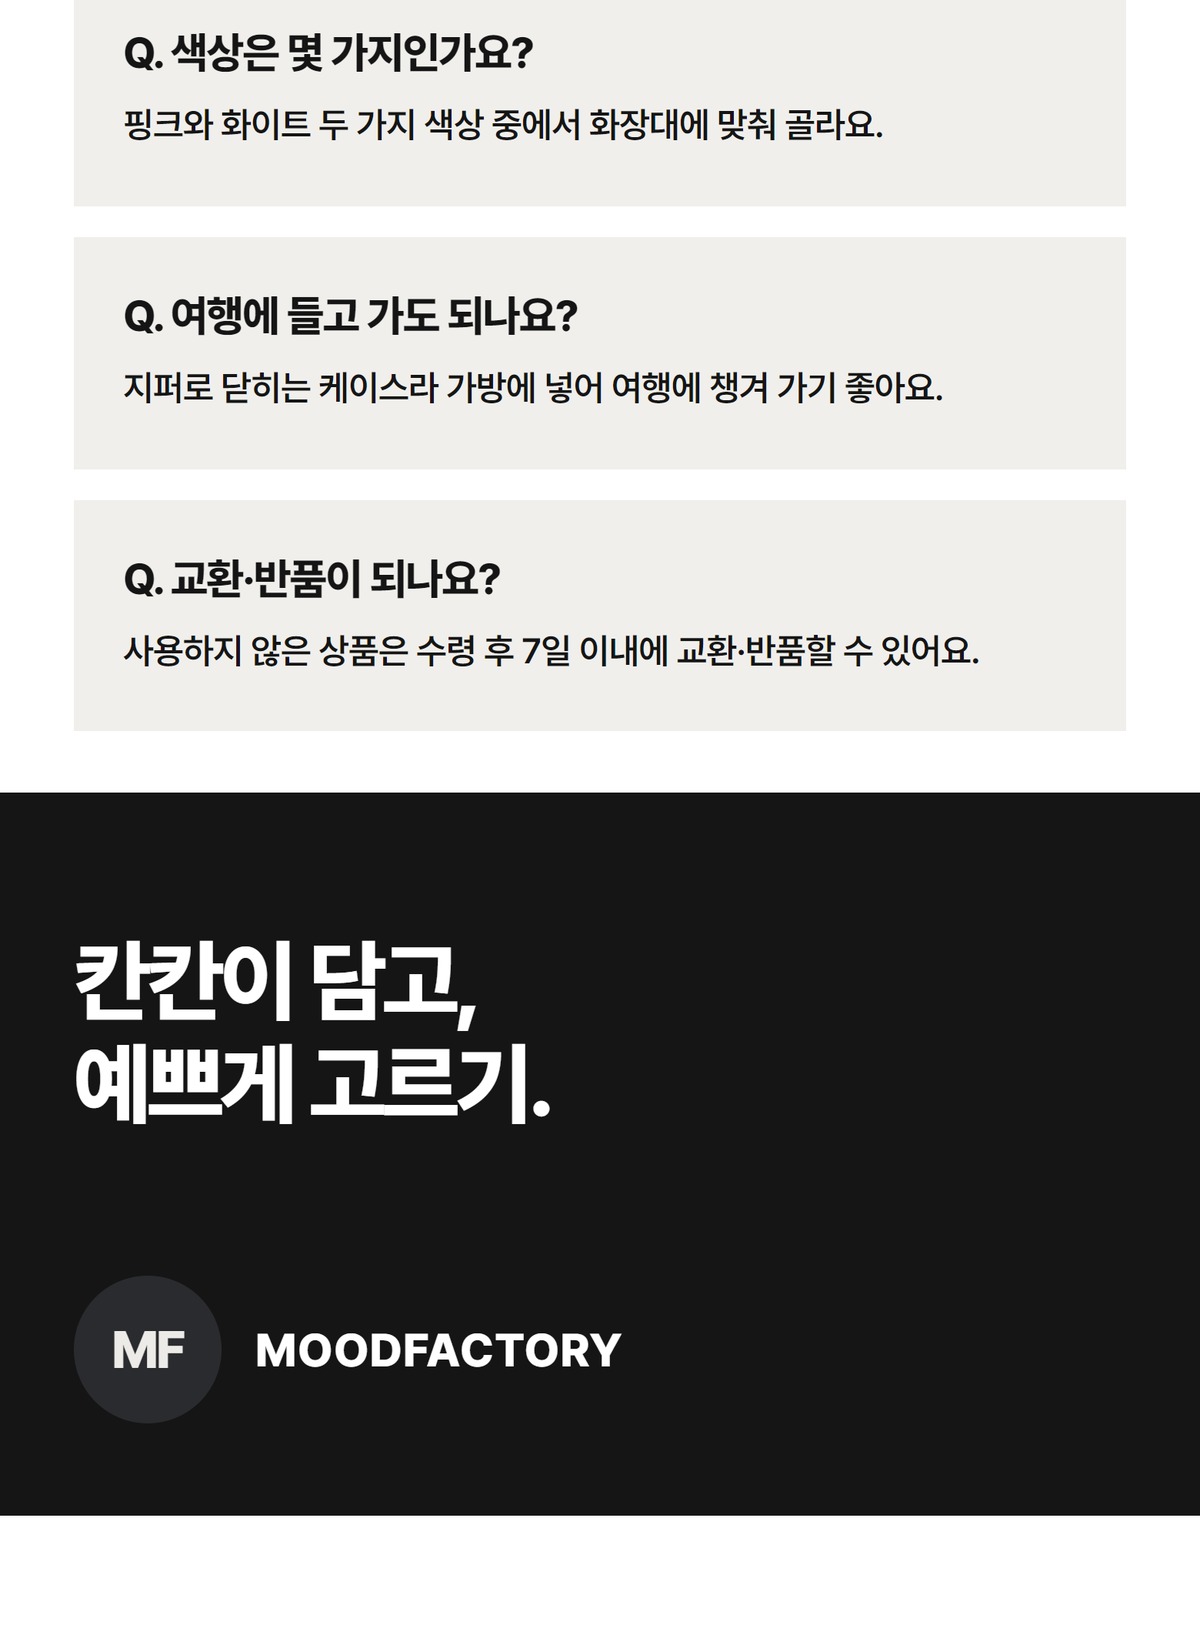 Q. 색상은 몇 가지인가요?
핑크와 화이트 두 가지 색상 중에서 화장대에 맞춰 골라요.
Q. 여행에 들고 가도 되나요?
지퍼로 닫히는 케이스라 가방에 넣어 여행에 챙겨 가기 좋아요.
Q. 교환·반품이 되나요?
사용하지 않은 상품은 수령 후 7일 이내에 교환·반품할 수 있어요.
칸칸이 담고,
예쁘게 고르기.
MF
MOODFACTORY